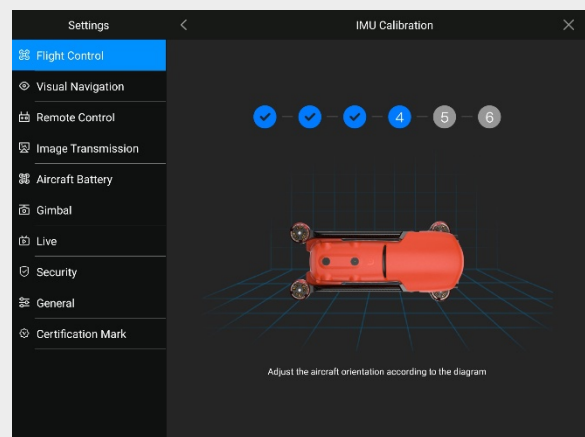 Settings
IMU Calibration
Flight Control
Visual Navigation
Remote Control
Image Transmission
Aircraft Battery
Gimbal
Live
Security
General
Certification Mark
4 5 6
Adjust the aircraft orientation according to the diagram